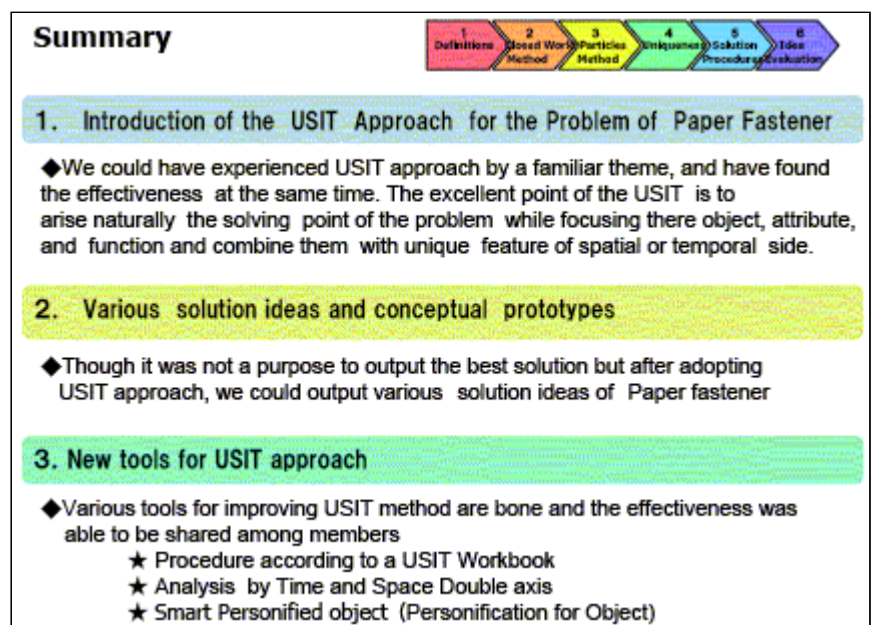 Summary
1
Definitions
2
Closed World
Method
3
Particles
Method
4
Uniqueness
5
Solution
Procedures
6
Idea
Evaluation
1. Introduction of the USIT Approach for the Problem of Paper Fastener
◆We could have experienced USIT approach by a familiar theme, and have found
the effectiveness at the same time. The excellent point of the USIT is to
arise naturally the solving point of the problem while focusing there object, attribute,
and function and combine them with unique feature of spatial or temporal side.
2. Various solution ideas and conceptual prototypes
◆Though it was not a purpose to output the best solution but after adopting
USIT approach, we could output various solution ideas of Paper fastener
3. New tools for USIT approach
◆Various tools for improving USIT method are bone and the effectiveness was
able to be shared among members
★ Procedure according to a USIT Workbook
★ Analysis by Time and Space Double axis
★ Smart Personified object (Personification for Object)